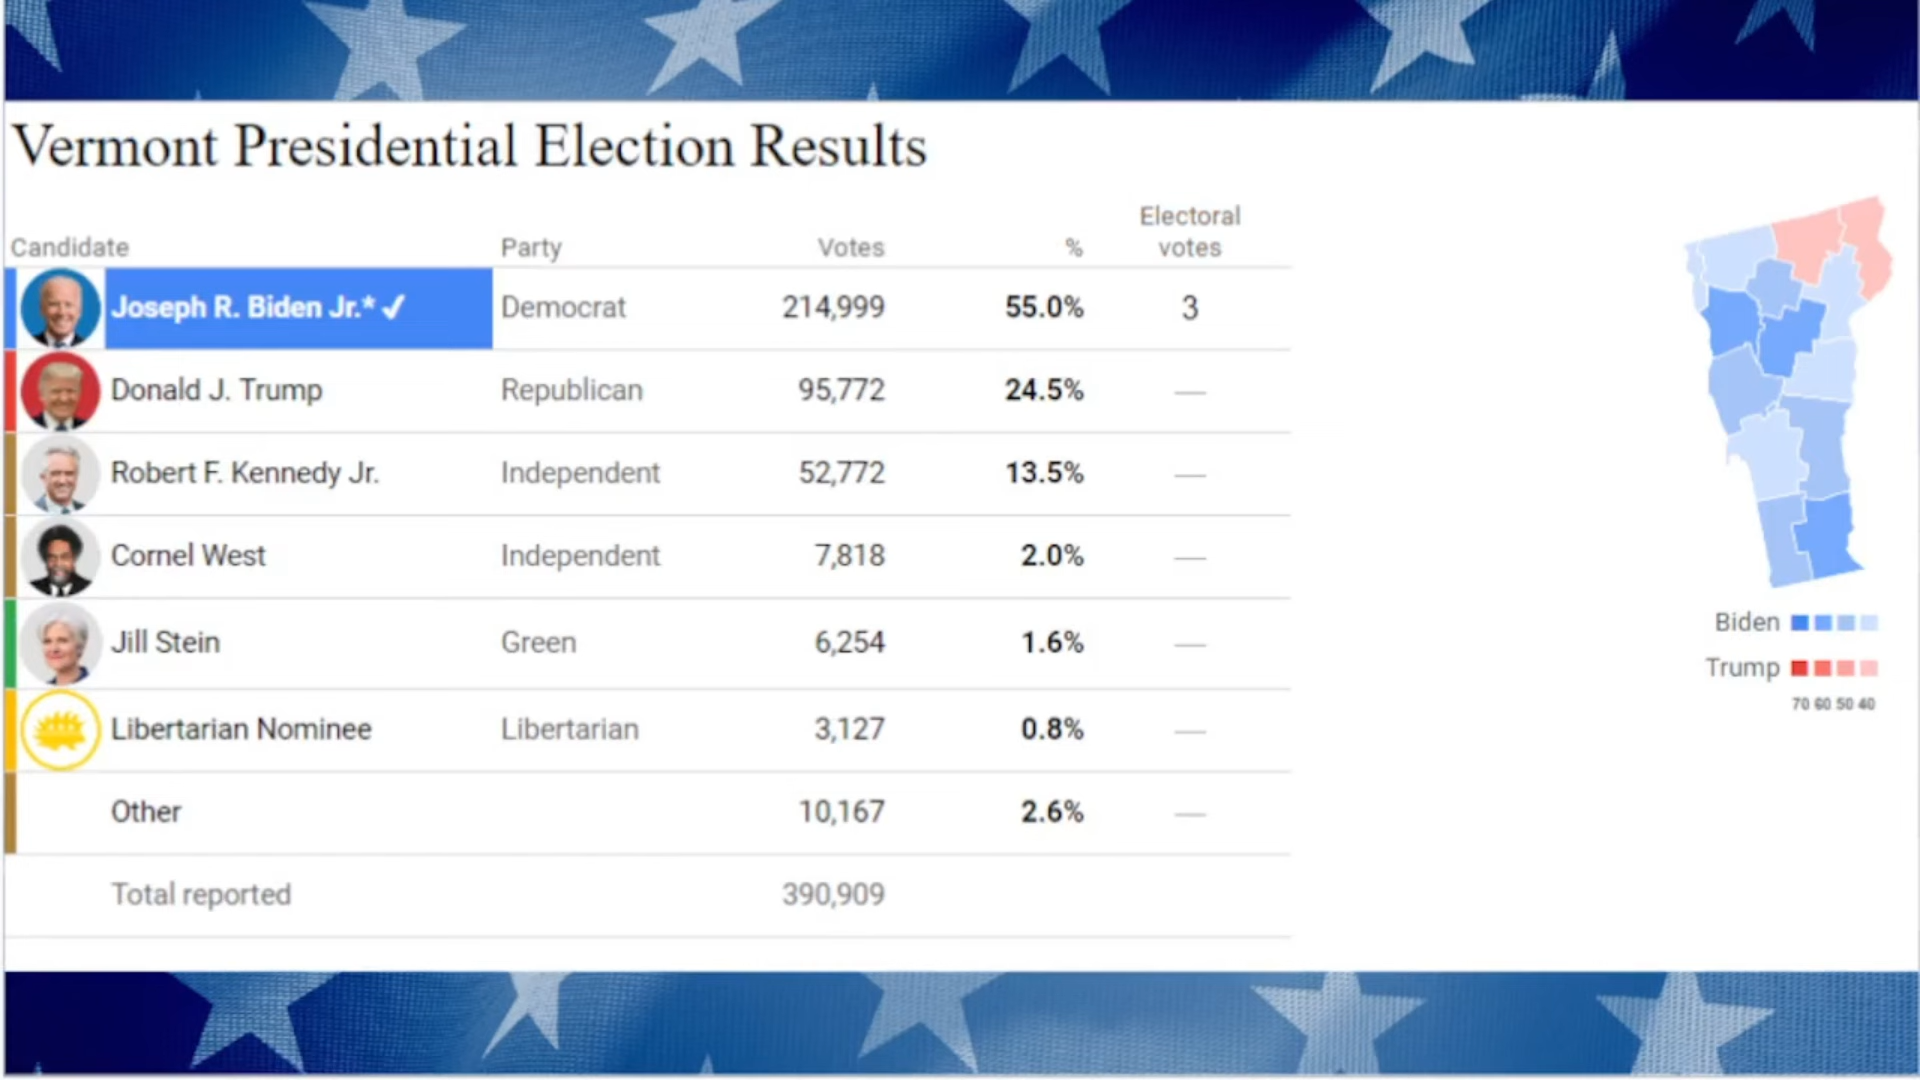 Vermont Presidential Election Results
Candidate Party Votes % Electoral votes
Joseph R. Biden Jr.* ✓ Democrat 214,999 55.0% 3
Donald J. Trump Republican 95,772 24.5% —
Robert F. Kennedy Jr. Independent 52,772 13.5% —
Cornel West Independent 7,818 2.0% —
Jill Stein Green 6,254 1.6% —
Libertarian Nominee Libertarian 3,127 0.8% —
Other 10,167 2.6% —
Total reported 390,909
Biden
Trump
70 60 50 40